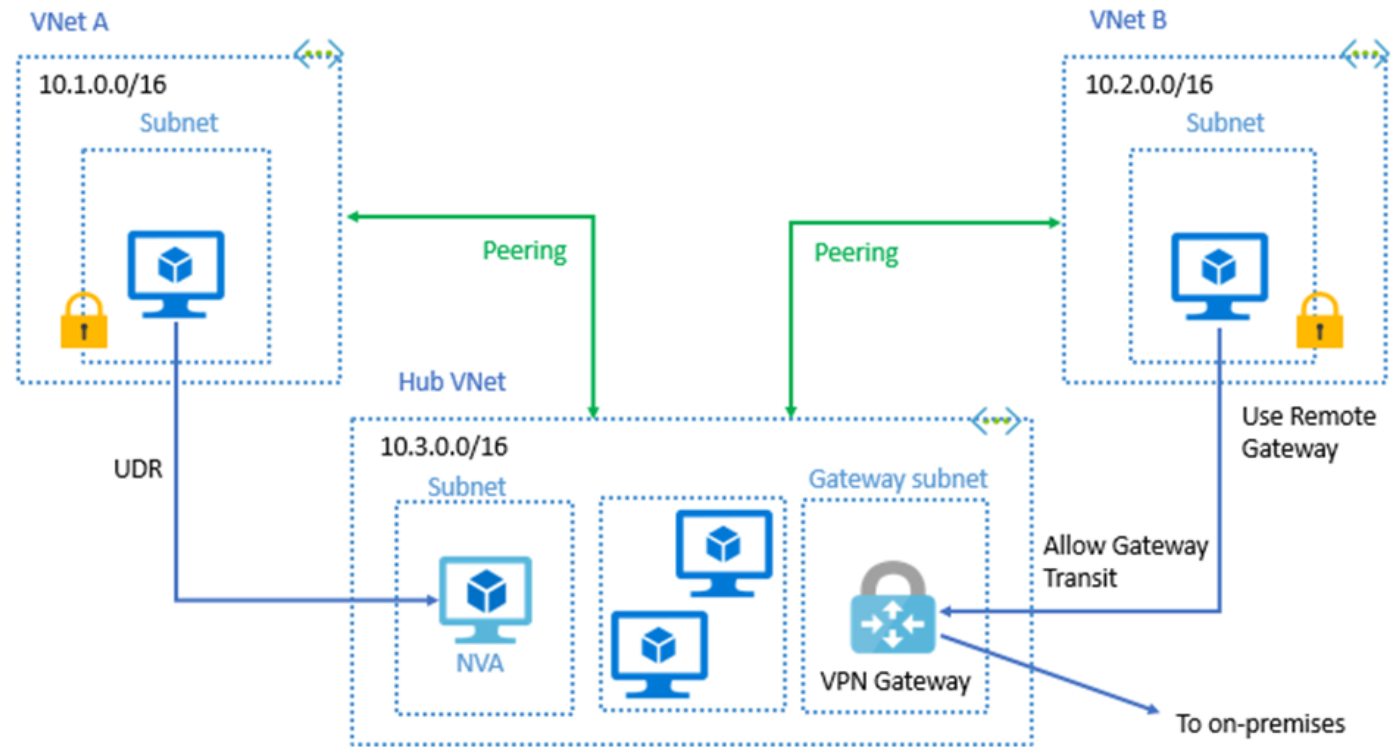 VNet A
VNet B
10.1.0.0/16
10.2.0.0/16
Subnet
Subnet
Peering
Peering
Hub VNet
Use Remote
Gateway
10.3.0.0/16
UDR
Subnet
Gateway subnet
Allow Gateway
Transit
NVA
VPN Gateway
To on-premises